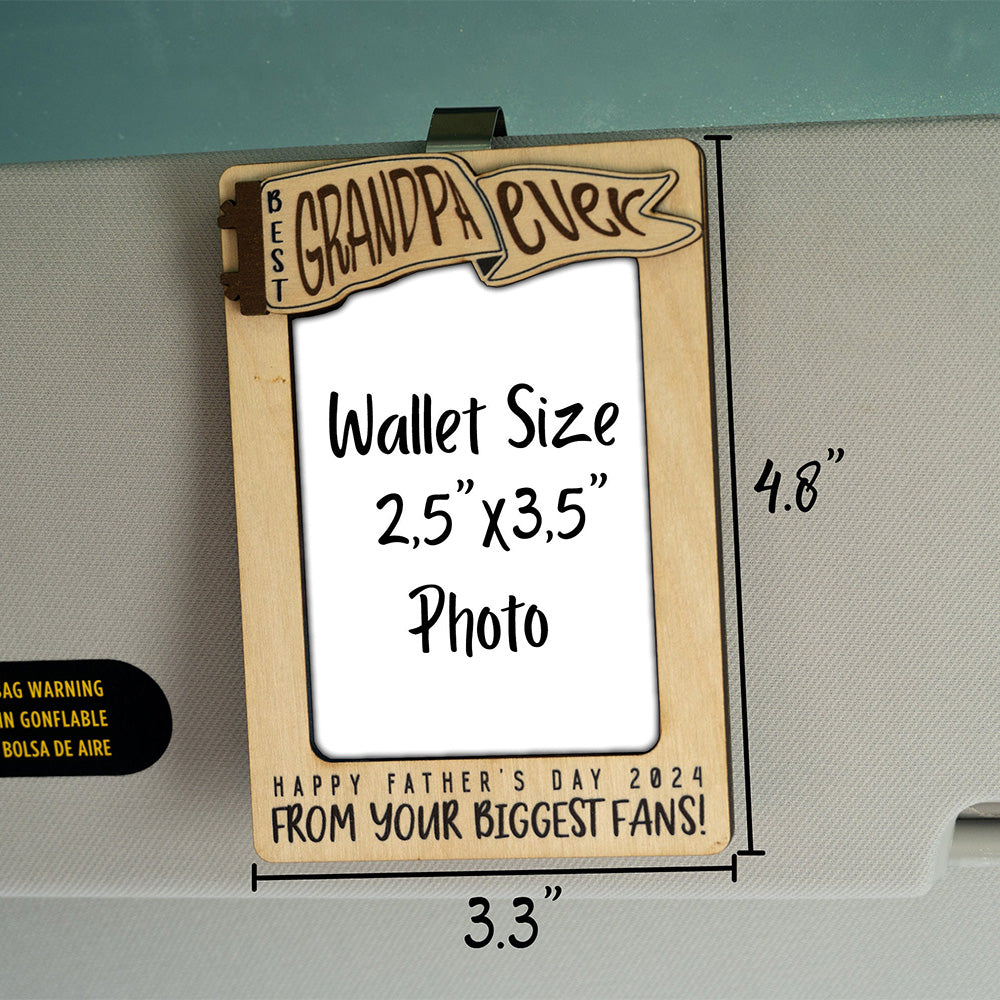 BEST
GRANDPA ever
Wallet Size
2,5”x3,5”
Photo
4.8”
BAG WARNING
IN GONFLABLE
BOLSA DE AIRE
HAPPY FATHER'S DAY 2024
FROM YOUR BIGGEST FANS!
3.3”